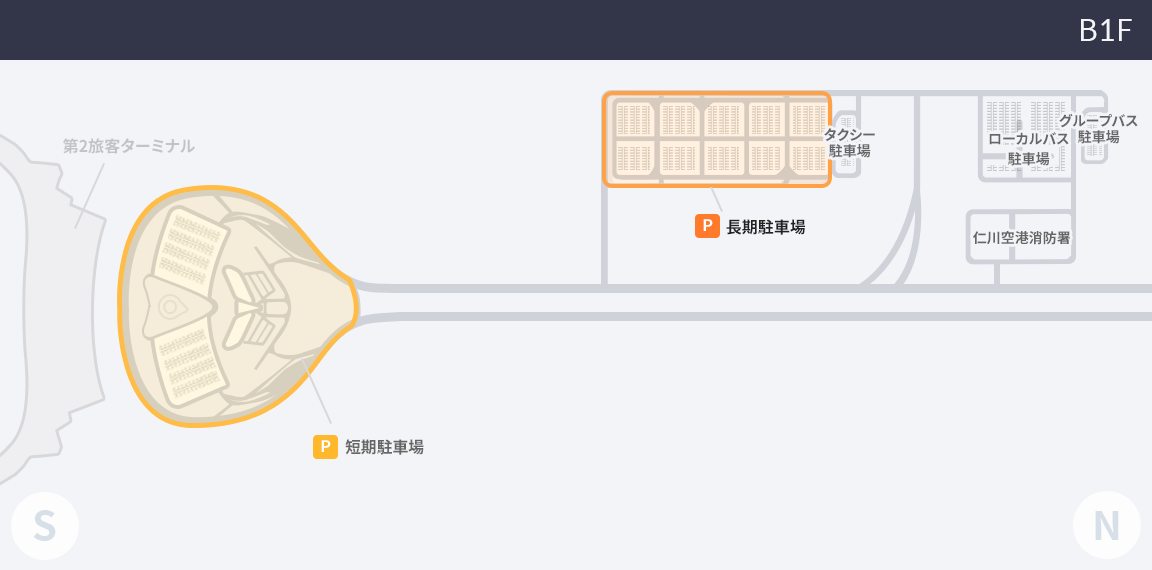 B1F
第2旅客ターミナル
タクシー
駐車場
ローカルバス
駐車場
グループバス
駐車場
P 長期駐車場
仁川空港消防署
P 短期駐車場
S
N